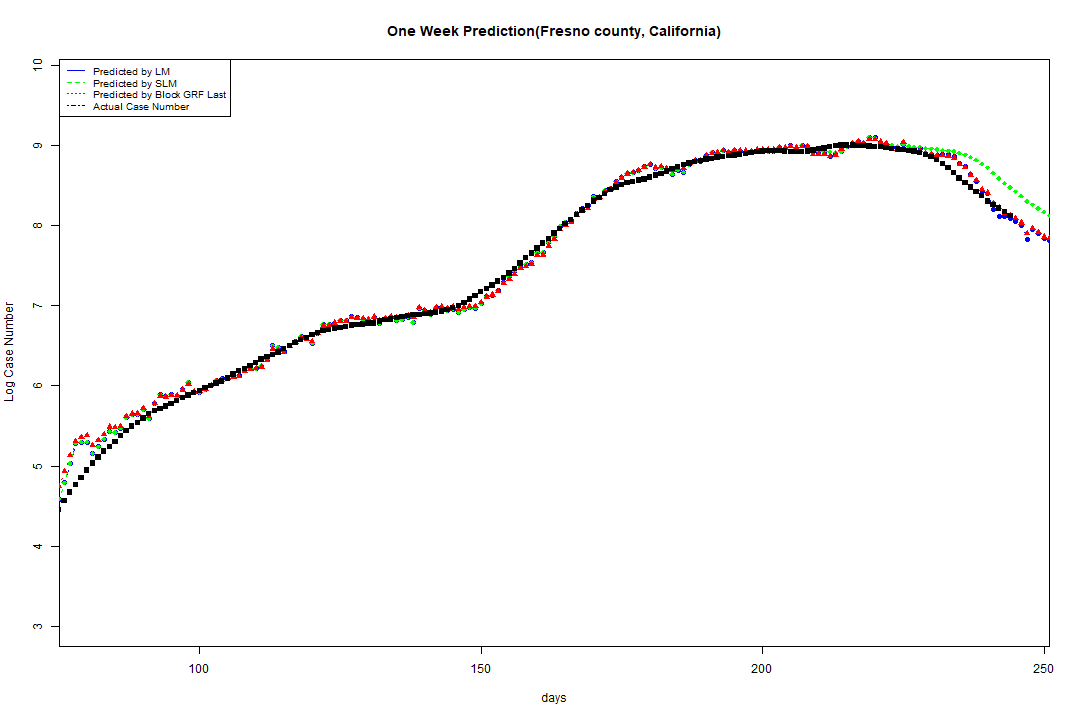 One Week Prediction(Fresno county, California)
Predicted by LM
Predicted by SLM
Predicted by Block GRF Last
Actual Case Number
10
9
8
7
6
5
4
3
Log Case Number
100 150 200 250
days